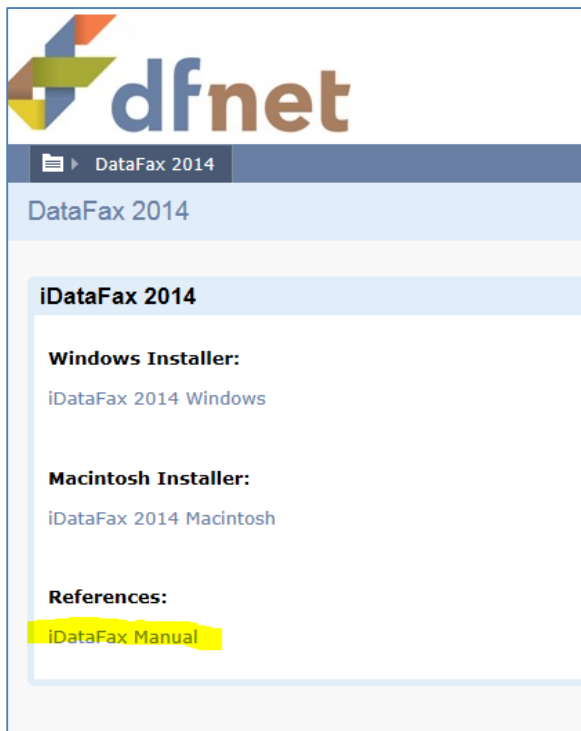 dfnet
DataFax 2014
DataFax 2014
iDataFax 2014
Windows Installer:
iDataFax 2014 Windows
Macintosh Installer:
iDataFax 2014 Macintosh
References:
iDataFax Manual